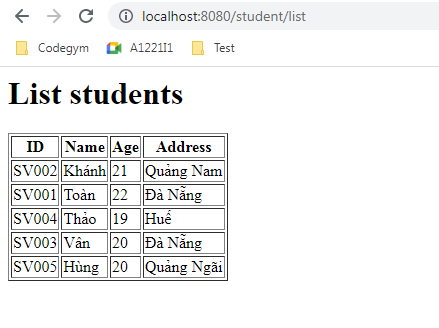 localhost:8080/student/list
Codegym A1221I1 Test
List students
ID Name Age Address
SV002 Khánh 21 Quảng Nam
SV001 Toàn 22 Đà Nẵng
SV004 Thảo 19 Huế
SV003 Vân 20 Đà Nẵng
SV005 Hùng 20 Quảng Ngãi